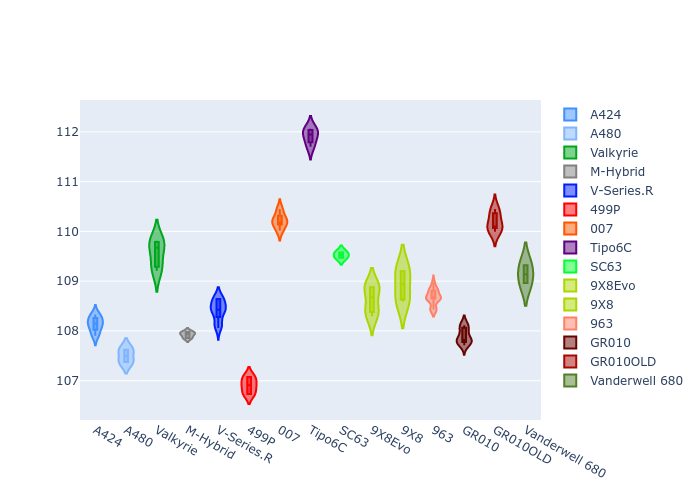 112
111
110
109
108
107
A424
A480
Valkyrie
M-Hybrid
V-Series.R
499P
007
Tipo6C
SC63
9X8Evo
9X8
963
GR010
GR010OLD
Vanderwell 680
A424
A480
Valkyrie
M-Hybrid
V-Series.R
499P
007
Tipo6C
SC63
9X8Evo
9X8
963
GR010
GR010OLD
Vanderwell 680